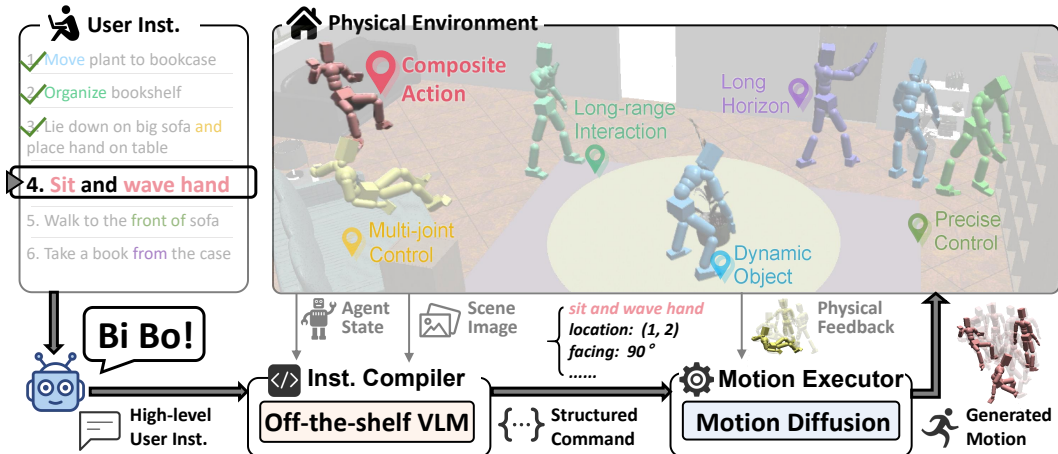 User Inst.
1. Move plant to bookcase
2. Organize bookshelf
3. Lie down on big sofa and
place hand on table
4. Sit and wave hand
5. Walk to the front of sofa
6. Take a book from the case
Physical Environment
Composite
Action
Long-range
Interaction
Long
Horizon
Multi-joint
Control
Dynamic
Object
Precise
Control
Agent
State
Scene
Image
sit and wave hand
location: (1, 2)
facing: 90°
......
Physical
Feedback
Bi Bo!
High-level
User Inst.
</> Inst. Compiler
Off-the-shelf VLM
{···} Structured
Command
Motion Executor
Motion Diffusion
Generated
Motion